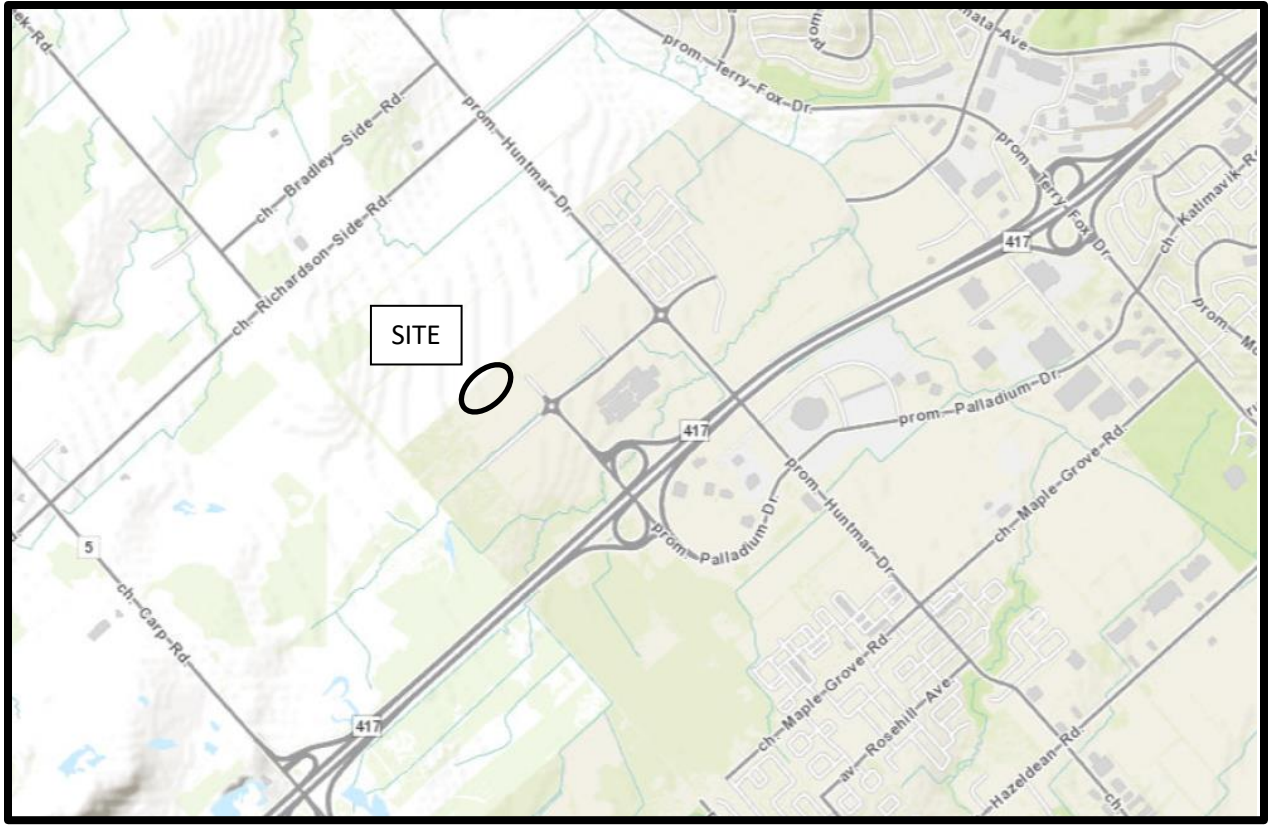 prom.-Terry-Fox-Dr.
ch.-Bradley-Side-Rd.
prom.-Huntmar-Dr.
prom.-Terry-Fox-Dr.
ch.-Katimavik-R
417
ch.-Richardson-Side-Rd.
SITE
prom.-Palladium-Dr.
417
ch.-Maple-Grove-Rd.
prom.-Huntmar-Dr.
prom.-Palladium-Dr.
5
ch.-Carp-Rd.
ch.-Maple-Grove-Rd.
av.-Rosehill-Ave.
417
Hazeldean-Rd.
ch.